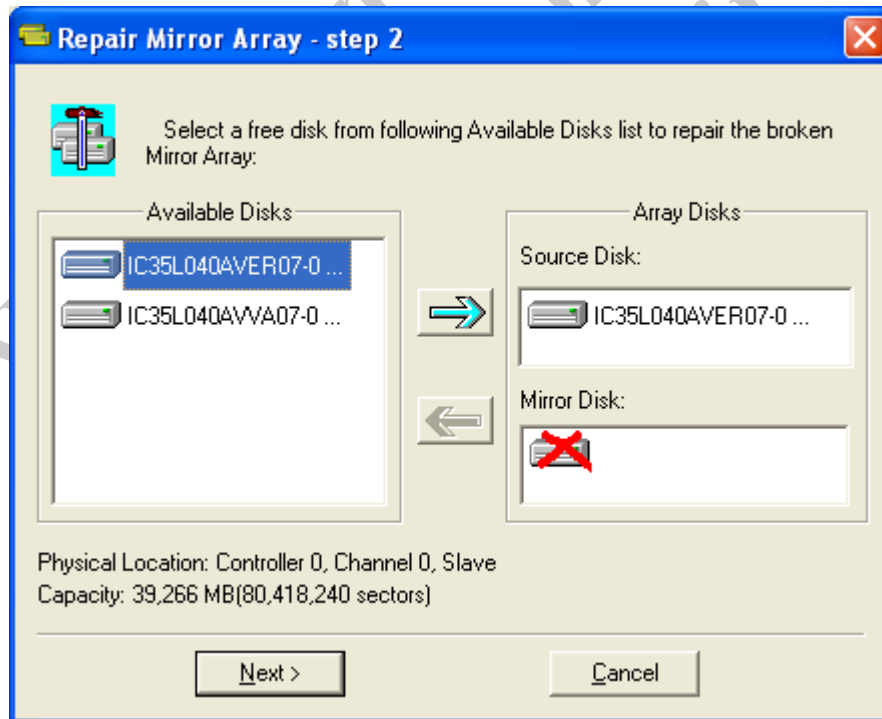 Repair Mirror Array - step 2
Select a free disk from following Available Disks list to repair the broken
Mirror Array:
Available Disks
IC35L040AVER07-0 ...
IC35L040AVVA07-0 ...
Array Disks
Source Disk:
IC35L040AVER07-0 ...
Mirror Disk:
Physical Location: Controller 0, Channel 0, Slave
Capacity: 39,266 MB(80,418,240 sectors)
Next >
Cancel